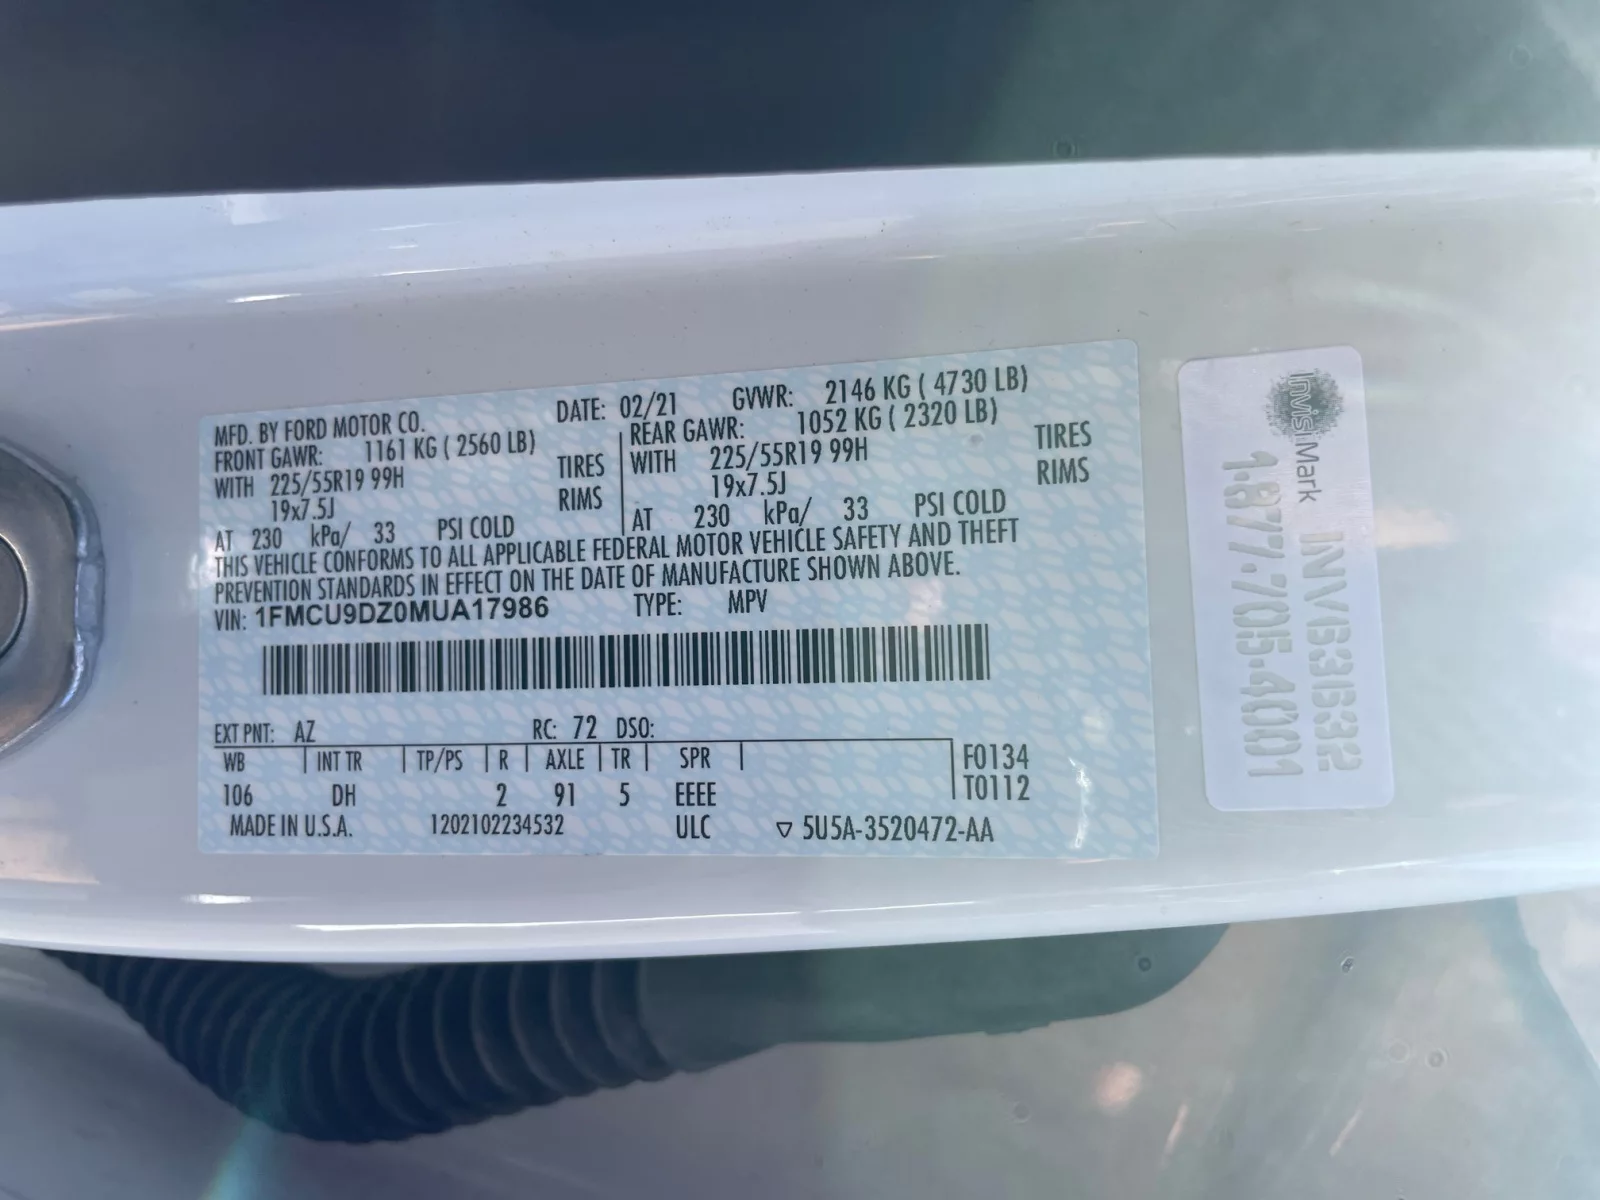 MFD. BY FORD MOTOR CO. DATE: 02/21 GVWR: 2146 KG ( 4730 LB)
FRONT GAWR: 1161 KG ( 2560 LB) REAR GAWR: 1052 KG ( 2320 LB)
WITH 225/55R19 99H TIRES WITH 225/55R19 99H TIRES
19x7.5J RIMS 19x7.5J RIMS
AT 230 kPa/ 33 PSI COLD AT 230 kPa/ 33 PSI COLD
THIS VEHICLE CONFORMS TO ALL APPLICABLE FEDERAL MOTOR VEHICLE SAFETY AND THEFT
PREVENTION STANDARDS IN EFFECT ON THE DATE OF MANUFACTURE SHOWN ABOVE.
VIN: 1FMCU9DZ0MUA17986 TYPE: MPV
EXT PNT: AZ RC: 72 DSO:
WB INT TR TP/PS R AXLE TR SPR F0134
106 DH 2 91 5 EEEE T0112
MADE IN U.S.A. 1202102234532 ULC ▽ 5U5A-3520472-AA
InvisiMark
INV631632
1-877-705-4001